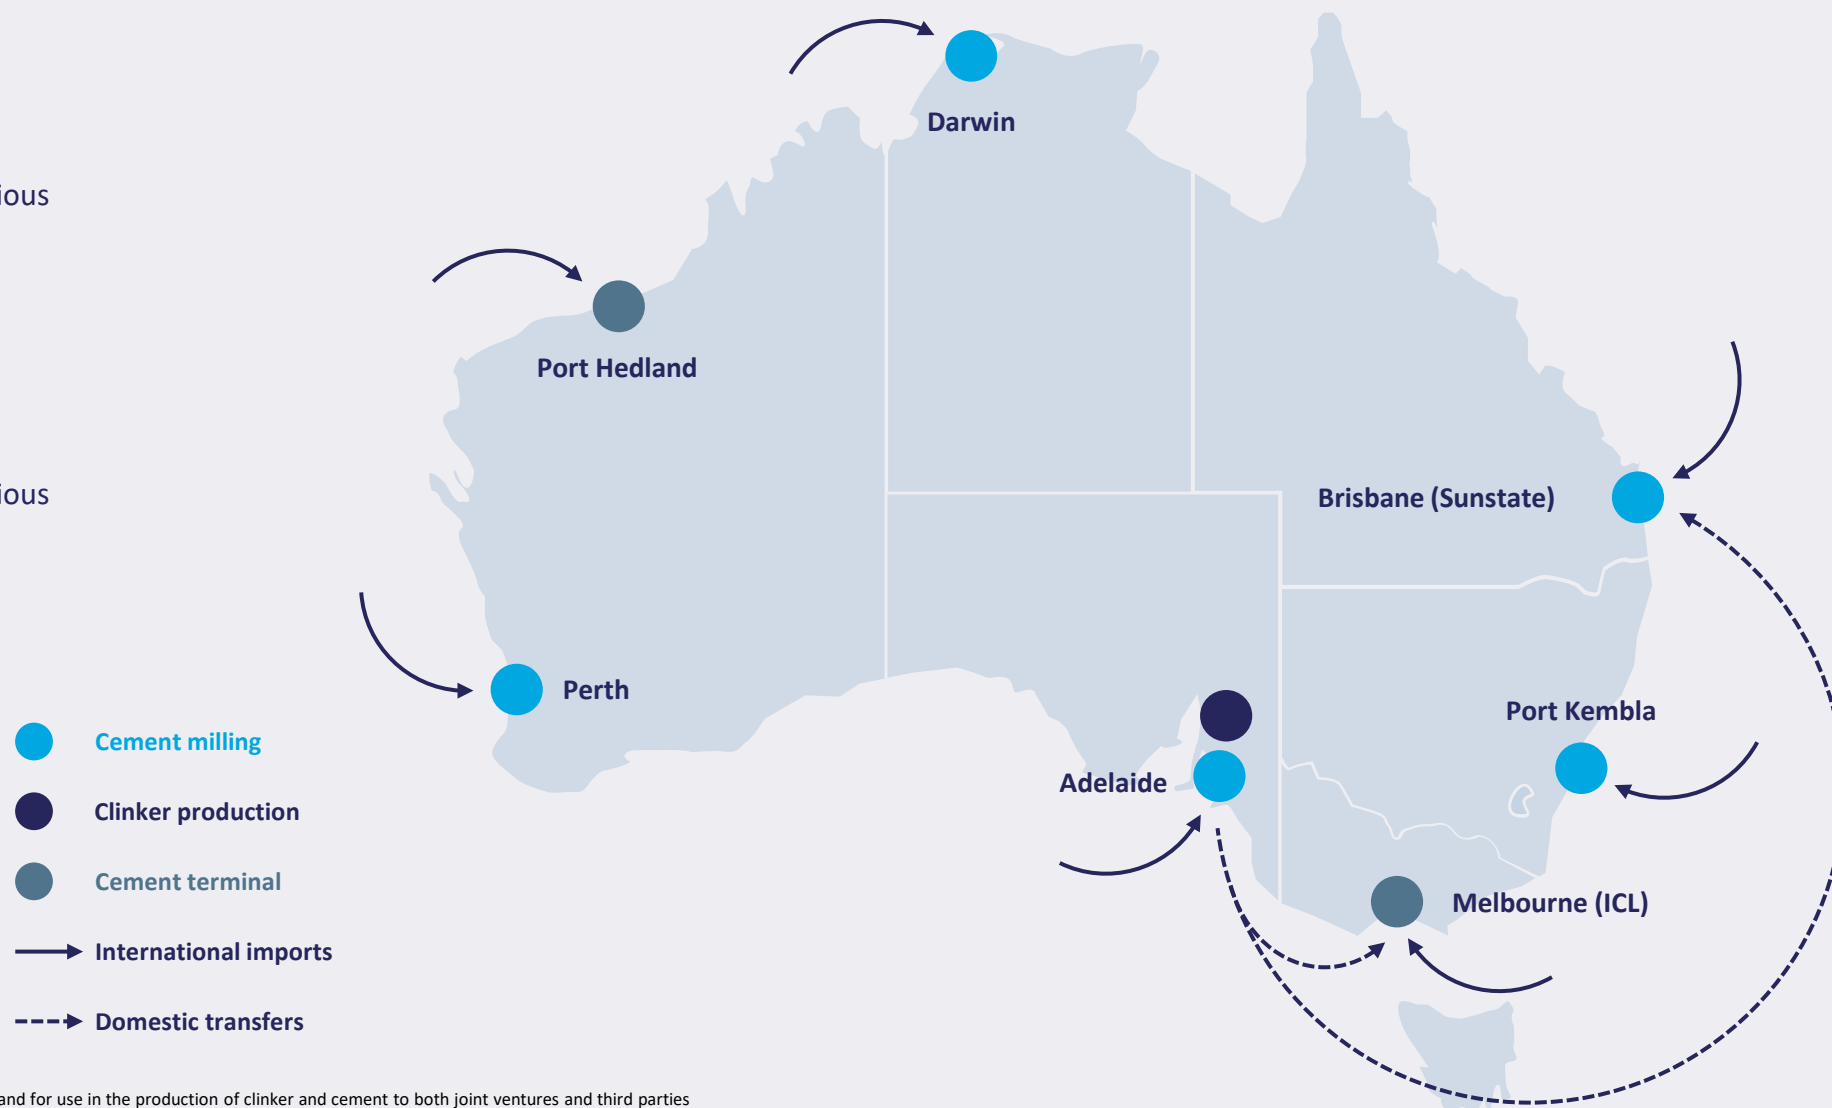 Darwin
Port Hedland
Brisbane (Sunstate)
Perth
Port Kembla
Adelaide
Melbourne (ICL)
Cement milling
Clinker production
Cement terminal
International imports
Domestic transfers
and for use in the production of clinker and cement to both joint ventures and third parties